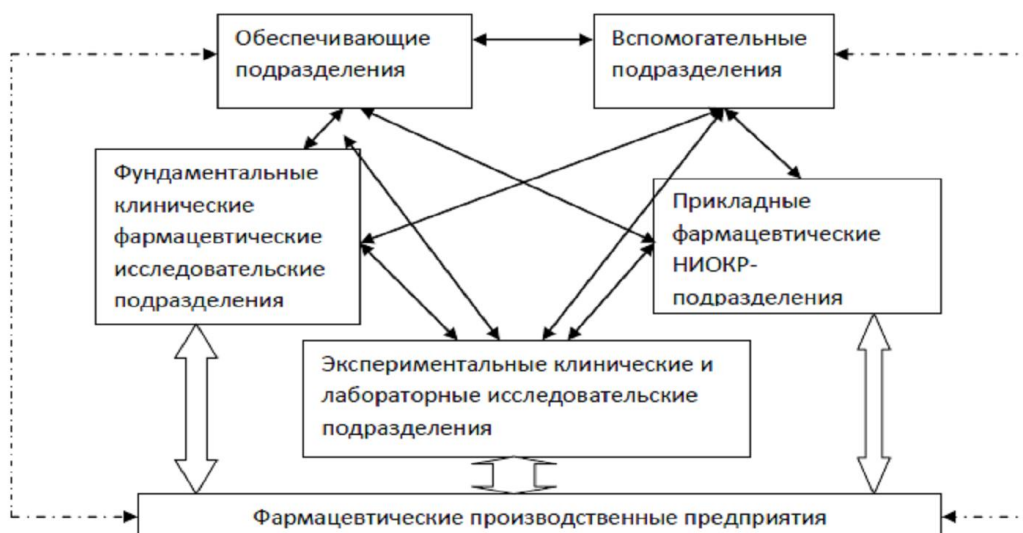 Обеспечивающие
подразделения
Вспомогательные
подразделения
Фундаментальные
клинические
фармацевтические
исследовательские
подразделения
Прикладные
фармацевтические
НИОКР-
подразделения
Экспериментальные клинические и
лабораторные исследовательские
подразделения
Фармацевтические производственные предприятия